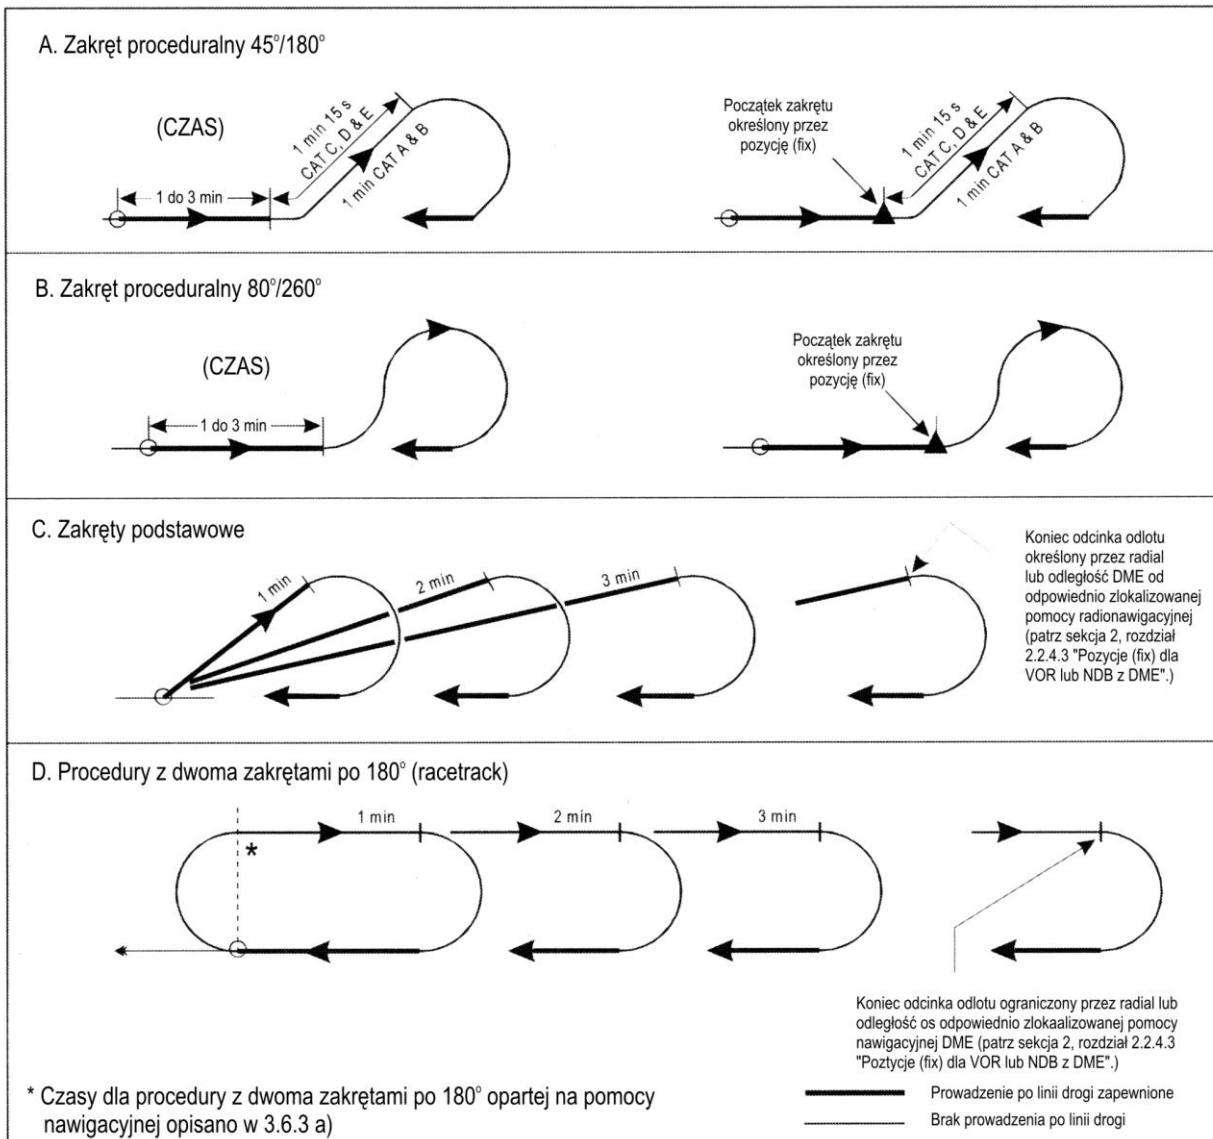 A. Zakręt proceduralny 45°/180°
(CZAS)
1 do 3 min
1 min 15 s
CAT C, D & E
1 min CAT A & B
Początek zakrętu
określony przez
pozycję (fix)
1 min 15 s
CAT C, D & E
1 min CAT A & B
B. Zakręt proceduralny 80°/260°
(CZAS)
1 do 3 min
Początek zakrętu
określony przez
pozycję (fix)
C. Zakręty podstawowe
1 min
2 min
3 min
Koniec odcinka odlotu
określony przez radial
lub odległość DME od
odpowiednio zlokalizowanej
pomocy radionawigacyjnej
(patrz sekcja 2, rozdział
2.2.4.3 "Pozycje (fix) dla
VOR lub NDB z DME".)
D. Procedury z dwoma zakrętami po 180° (racetrack)
1 min
2 min
3 min
*
Koniec odcinka odlotu ograniczony przez radial lub
odległość os odpowiednio zlokaalizowanej pomocy
nawigacyjnej DME (patrz sekcja 2, rozdział 2.2.4.3
"Poztycje (fix) dla VOR lub NDB z DME".)
* Czasy dla procedury z dwoma zakrętami po 180° opartej na pomocy
nawigacyjnej opisano w 3.6.3 a)
Prowadzenie po linii drogi zapewnione
Brak prowadzenia po linii drogi